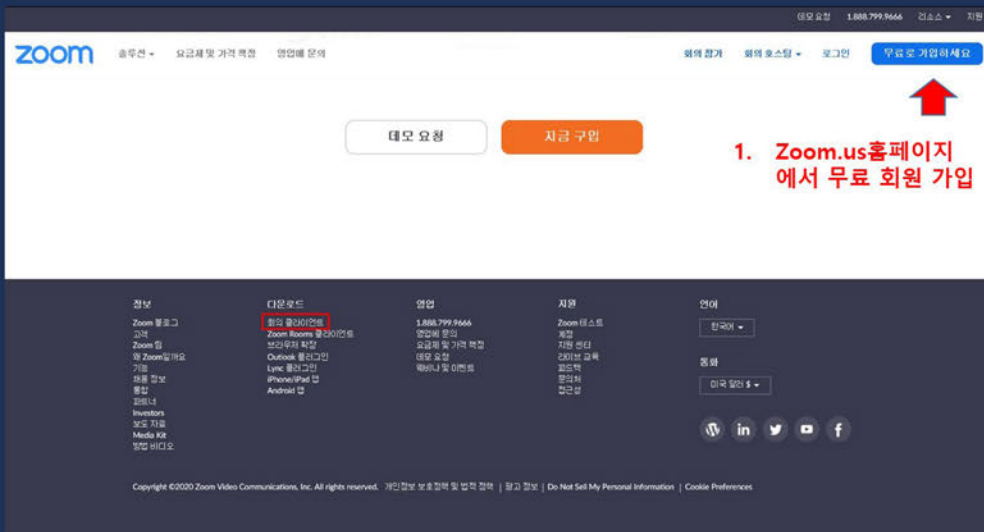 데모 요청 1.888.799.9666 리소스 지원
zoom 솔루션 요금제 및 가격 책정 영업에 문의 회의 참가 회의 호스팅 로그인 무료로 가입하세요
데모 요청 지금 구입
1. Zoom.us홈페이지
에서 무료 회원 가입
정보
Zoom 블로그
고객
Zoom 팀
왜 Zoom일까요
기능
채용 정보
통합
파트너
Investors
보도 자료
Media Kit
방법 비디오
다운로드
회의 클라이언트
Zoom Rooms 클라이언트
브라우저 확장
Outlook 플러그인
Lync 플러그인
iPhone/iPad 앱
Android 앱
영업
1.888.799.9666
영업에 문의
요금제 및 가격 책정
데모 요청
웨비나 및 이벤트
지원
Zoom 테스트
계정
지원 센터
라이브 교육
피드백
문의처
접근성
언어
한국어
통화
미국 달러 $
in f
Copyright ©2020 Zoom Video Communications, Inc. All rights reserved. 개인정보 보호정책 및 법적 정책 | 광고 정보 | Do Not Sell My Personal Information | Cookie Preferences